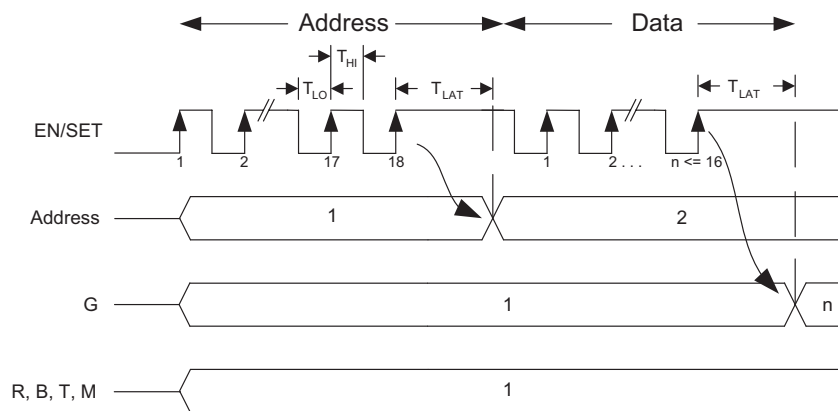 Address Data
T_HI
T_LO T_LAT T_LAT
EN/SET
1 2 17 18 1 2 . . . n <= 16
Address 1 2
G 1 n
R, B, T, M 1